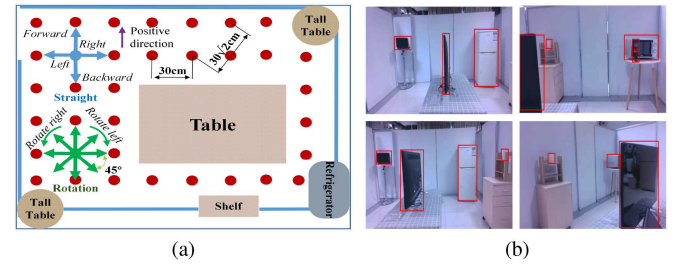 Tall
Table
Forward
Right
Positive
direction
Left
30√2cm
30cm
Backward
Straight
Table
Rotate right
Rotate left
45°
Rotation
Refrigerator
Tall
Table
Shelf
(a)
(b)